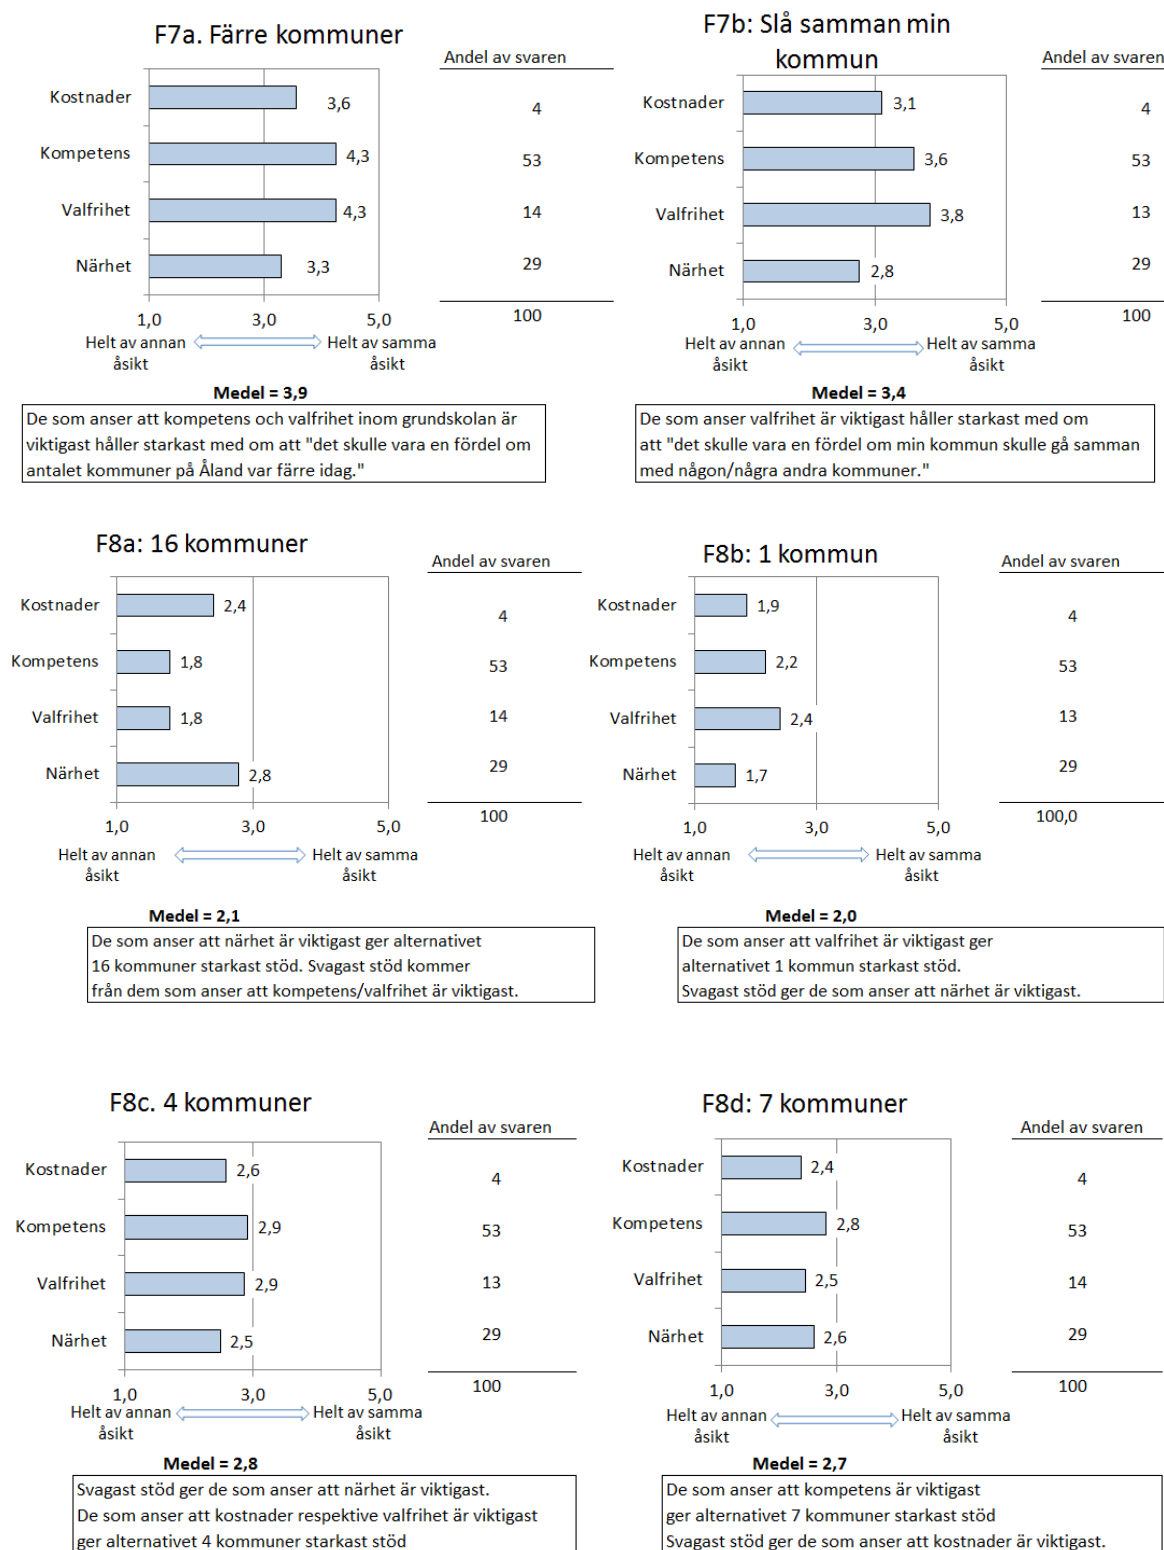 F7a. Färre kommuner
Andel av svaren
Kostnader 3,6 4
Kompetens 4,3 53
Valfrihet 4,3 14
Närhet 3,3 29
1,0 3,0 5,0 100
Helt av annan åsikt
Helt av samma åsikt
Medel = 3,9
De som anser att kompetens och valfrihet inom grundskolan är
viktigast håller starkast med om att "det skulle vara en fördel om
antalet kommuner på Åland var färre idag."
F7b: Slå samman min
kommun
Andel av svaren
Kostnader 3,1 4
Kompetens 3,6 53
Valfrihet 3,8 13
Närhet 2,8 29
1,0 3,0 5,0 100
Helt av annan åsikt
Helt av samma åsikt
Medel = 3,4
De som anser valfrihet är viktigast håller starkast med om
att "det skulle vara en fördel om min kommun skulle gå samman
med någon/några andra kommuner."
F8a: 16 kommuner
Andel av svaren
Kostnader 2,4 4
Kompetens 1,8 53
Valfrihet 1,8 14
Närhet 2,8 29
1,0 3,0 5,0 100
Helt av annan åsikt
Helt av samma åsikt
Medel = 2,1
De som anser att närhet är viktigast ger alternativet
16 kommuner starkast stöd. Svagast stöd kommer
från dem som anser att kompetens/valfrihet är viktigast.
F8b: 1 kommun
Andel av svaren
Kostnader 1,9 4
Kompetens 2,2 53
Valfrihet 2,4 13
Närhet 1,7 29
1,0 3,0 5,0 100,0
Helt av annan åsikt
Helt av samma åsikt
Medel = 2,0
De som anser att valfrihet är viktigast ger
alternativet 1 kommun starkast stöd.
Svagast stöd ger de som anser att närhet är viktigast.
F8c. 4 kommuner
Andel av svaren
Kostnader 2,6 4
Kompetens 2,9 53
Valfrihet 2,9 13
Närhet 2,5 29
1,0 3,0 5,0 100
Helt av annan åsikt
Helt av samma åsikt
Medel = 2,8
Svagast stöd ger de som anser att närhet är viktigast.
De som anser att kostnader respektive valfrihet är viktigast
ger alternativet 4 kommuner starkast stöd
F8d: 7 kommuner
Andel av svaren
Kostnader 2,4 4
Kompetens 2,8 53
Valfrihet 2,5 14
Närhet 2,6 29
1,0 3,0 5,0 100
Helt av annan åsikt
Helt av samma åsikt
Medel = 2,7
De som anser att kompetens är viktigast
ger alternativet 7 kommuner starkast stöd
Svagast stöd ger de som anser att kostnader är viktigast.